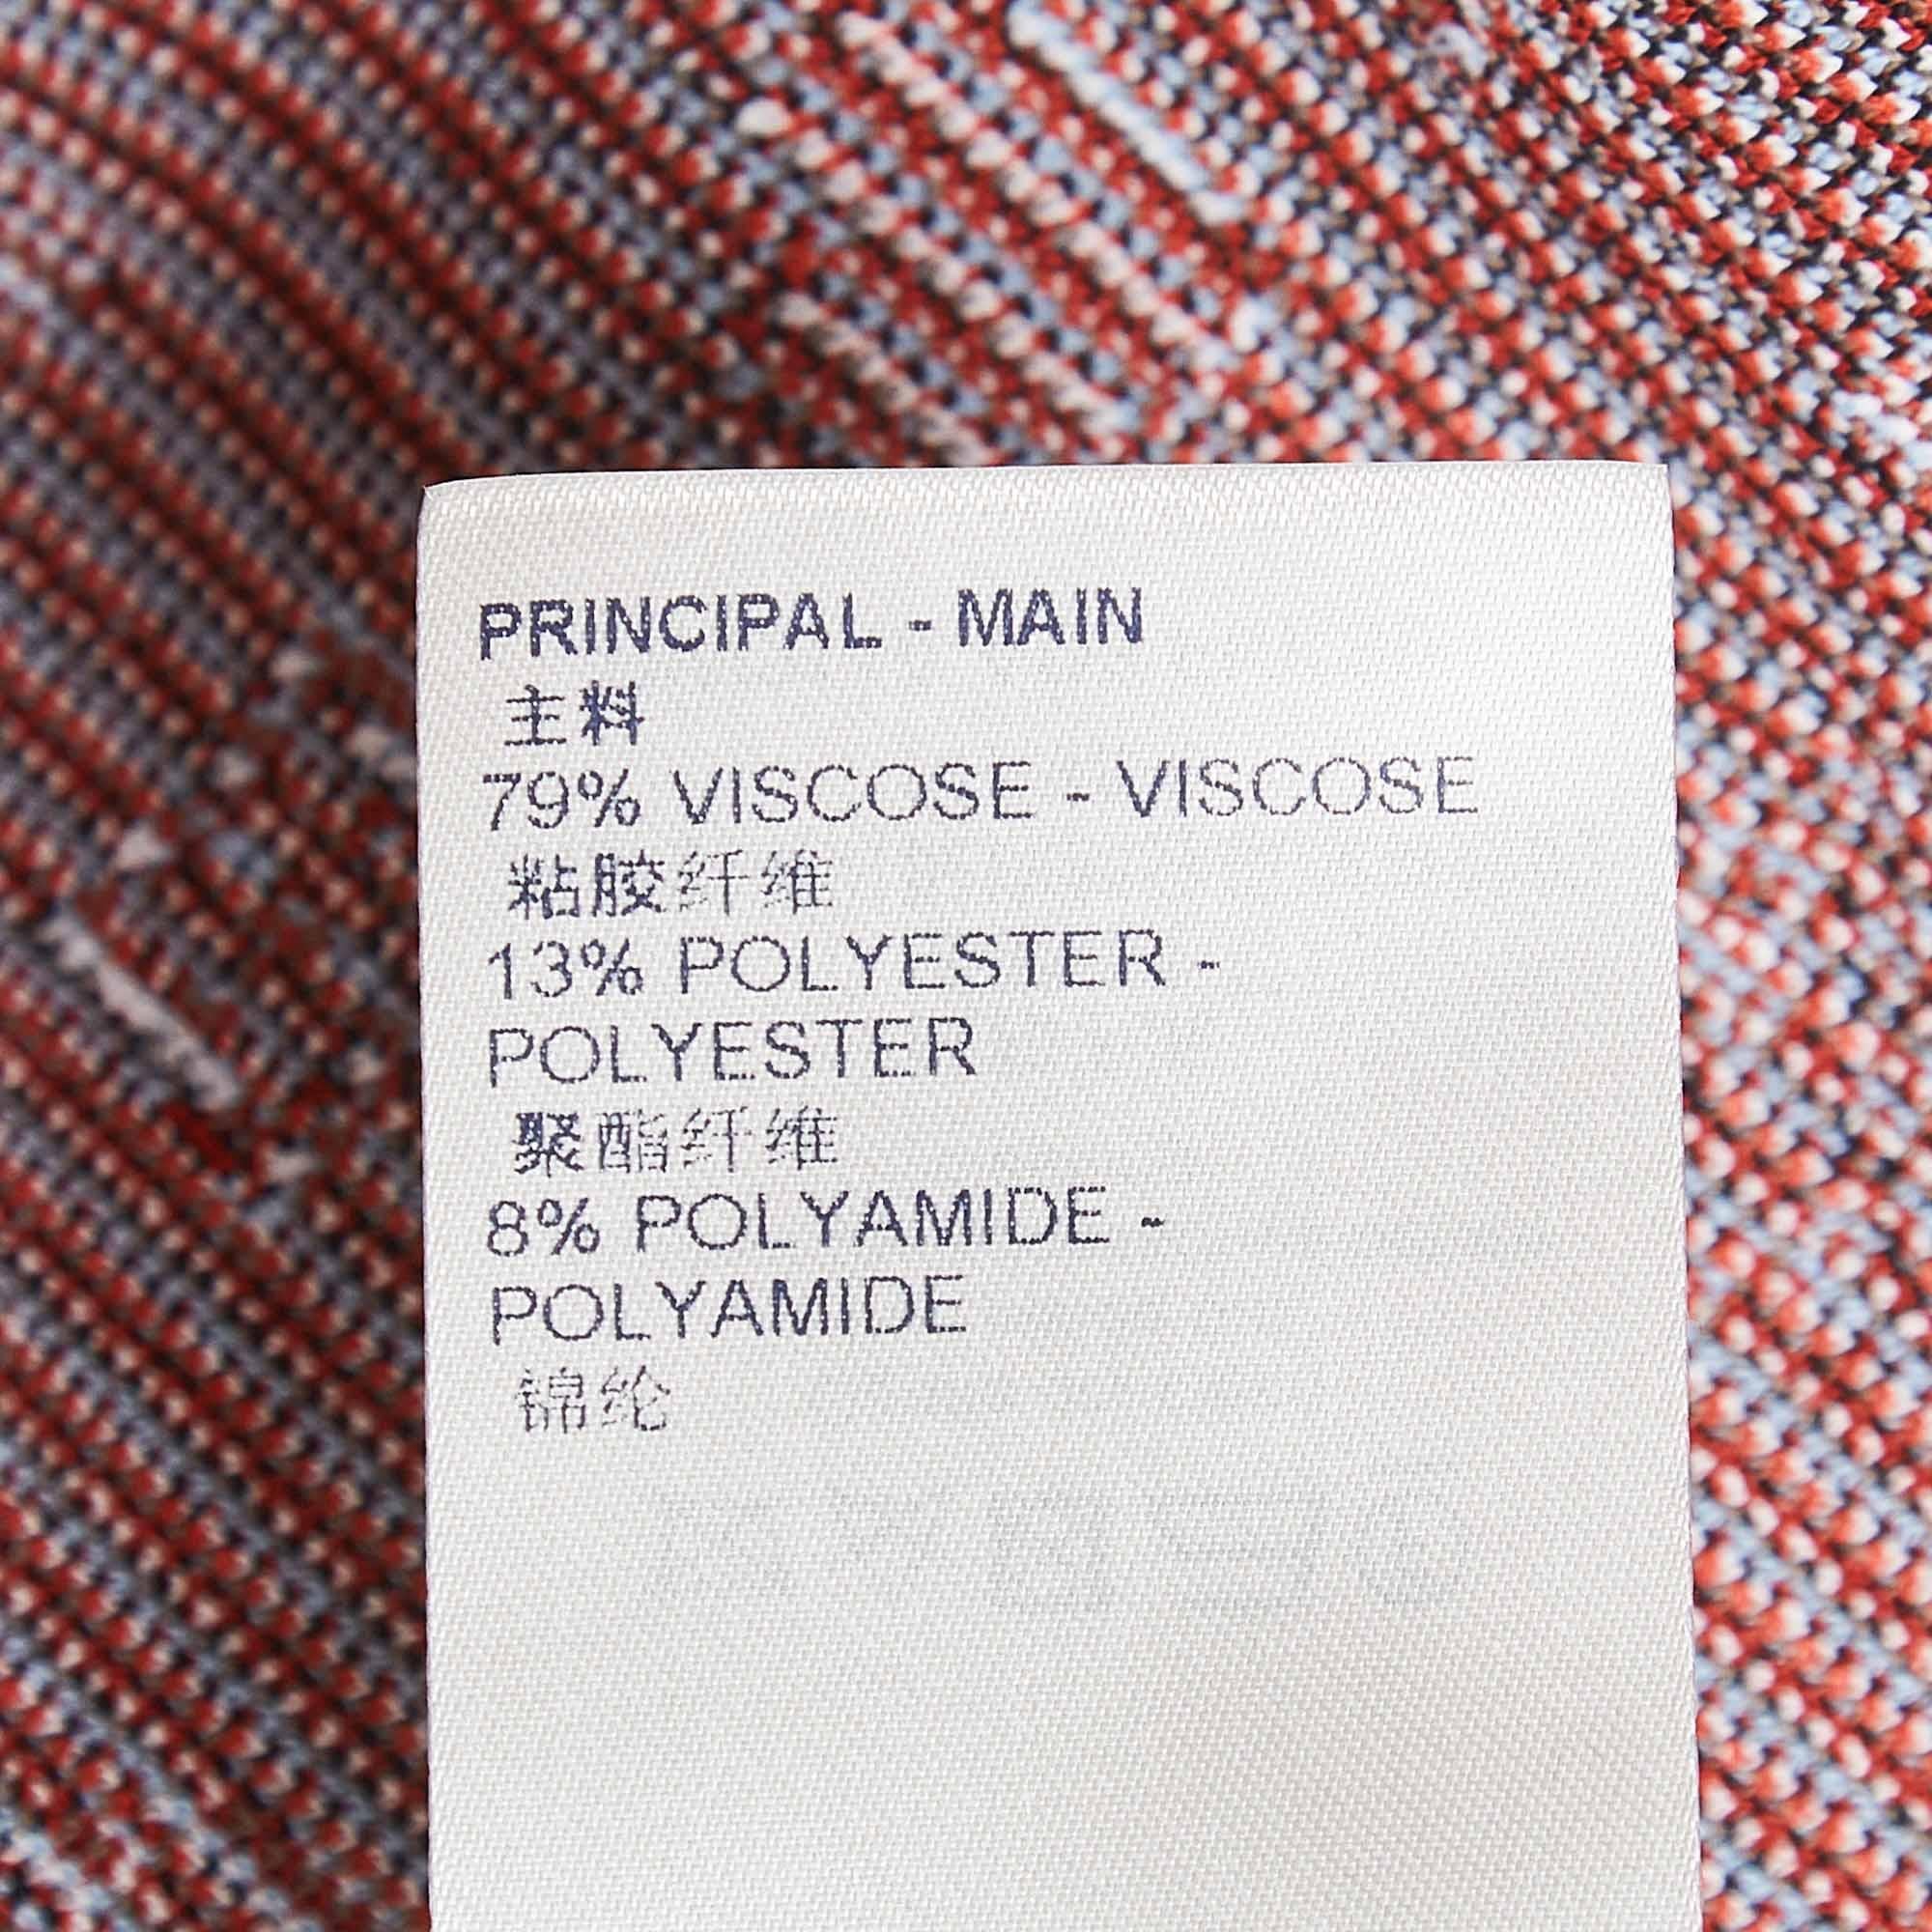 PRINCIPAL - MAIN
主料
79% VISCOSE - VISCOSE
粘胶纤维
13% POLYESTER -
POLYESTER
聚酯纤维
8% POLYAMIDE -
POLYAMIDE
锦纶